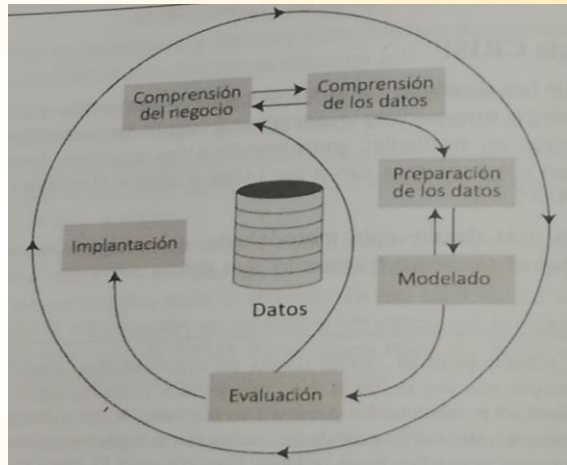 Comprensión
del negocio
Comprensión
de los datos
Preparación
de los datos
Modelado
Evaluación
Implantación
Datos